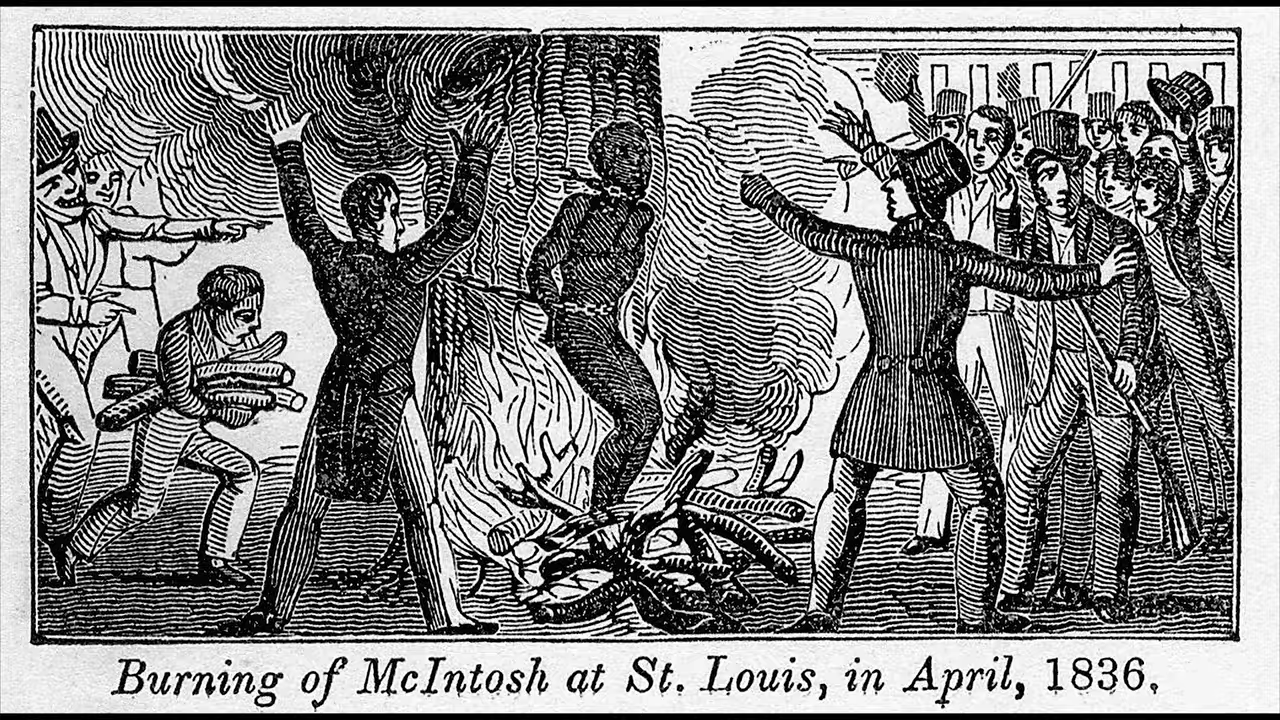 Burning of McIntosh at St. Louis, in April, 1836.